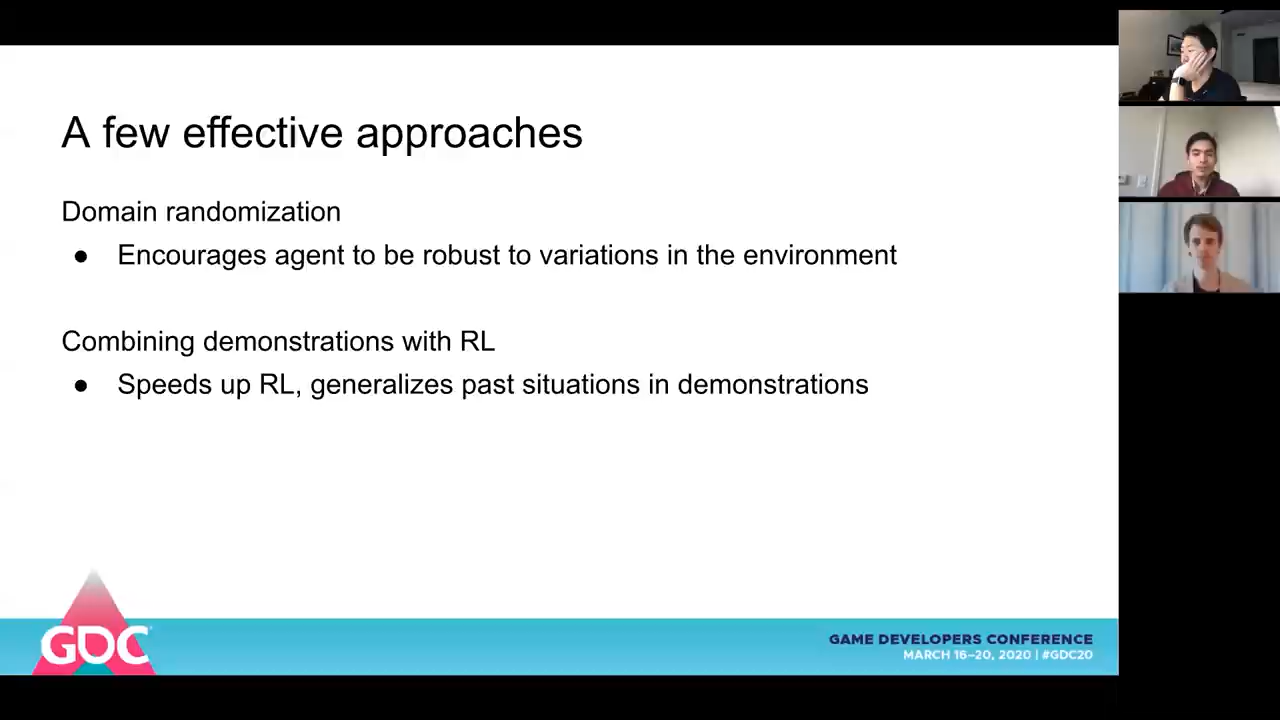 A few effective approaches
Domain randomization
● Encourages agent to be robust to variations in the environment
Combining demonstrations with RL
● Speeds up RL, generalizes past situations in demonstrations
GDC
GAME DEVELOPERS CONFERENCE
MARCH 16–20, 2020 | #GDC20